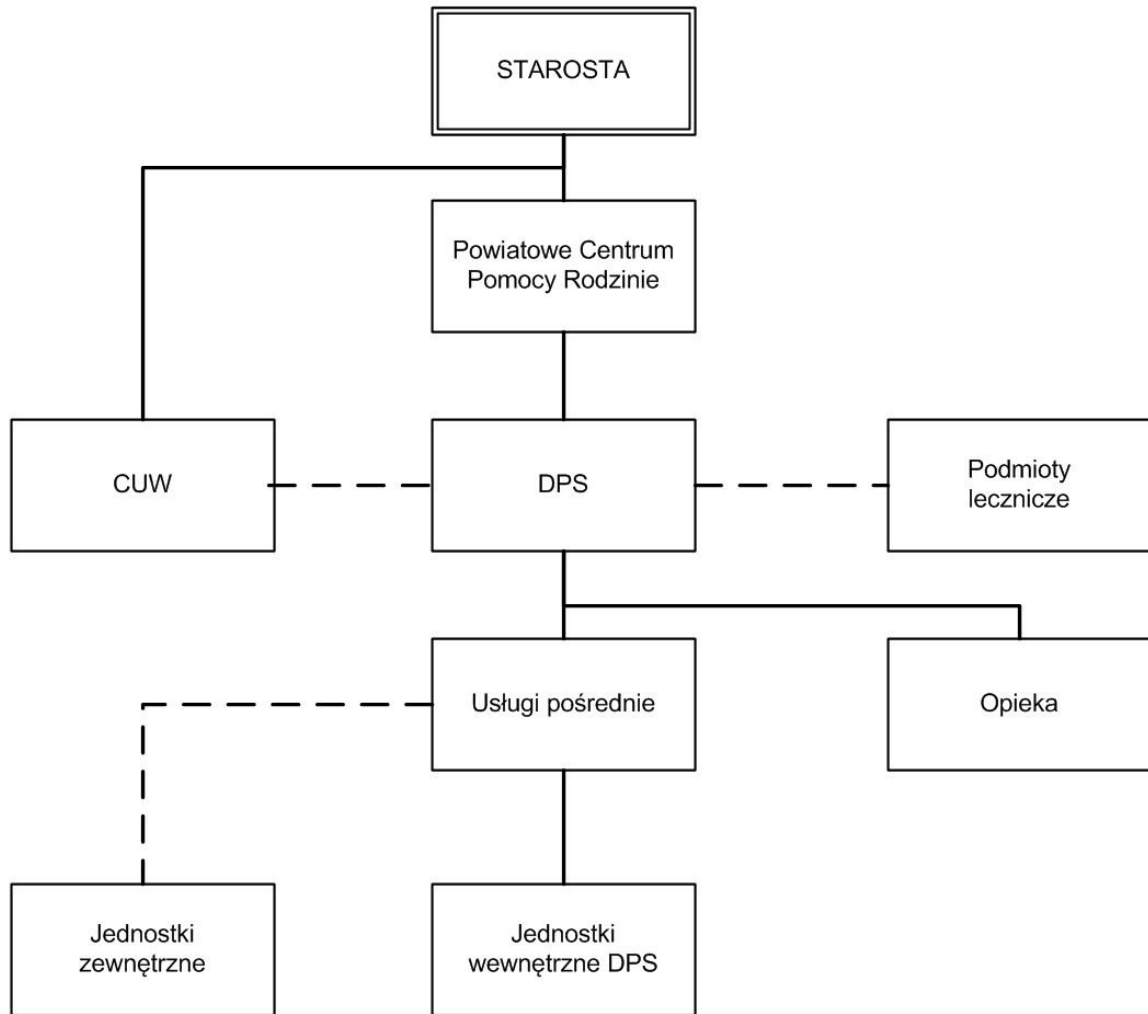 STAROSTA
Powiatowe Centrum
Pomocy Rodzinie
CUW
DPS
Podmioty
lecznicze
Usługi pośrednie
Opieka
Jednostki
zewnętrzne
Jednostki
wewnętrzne DPS